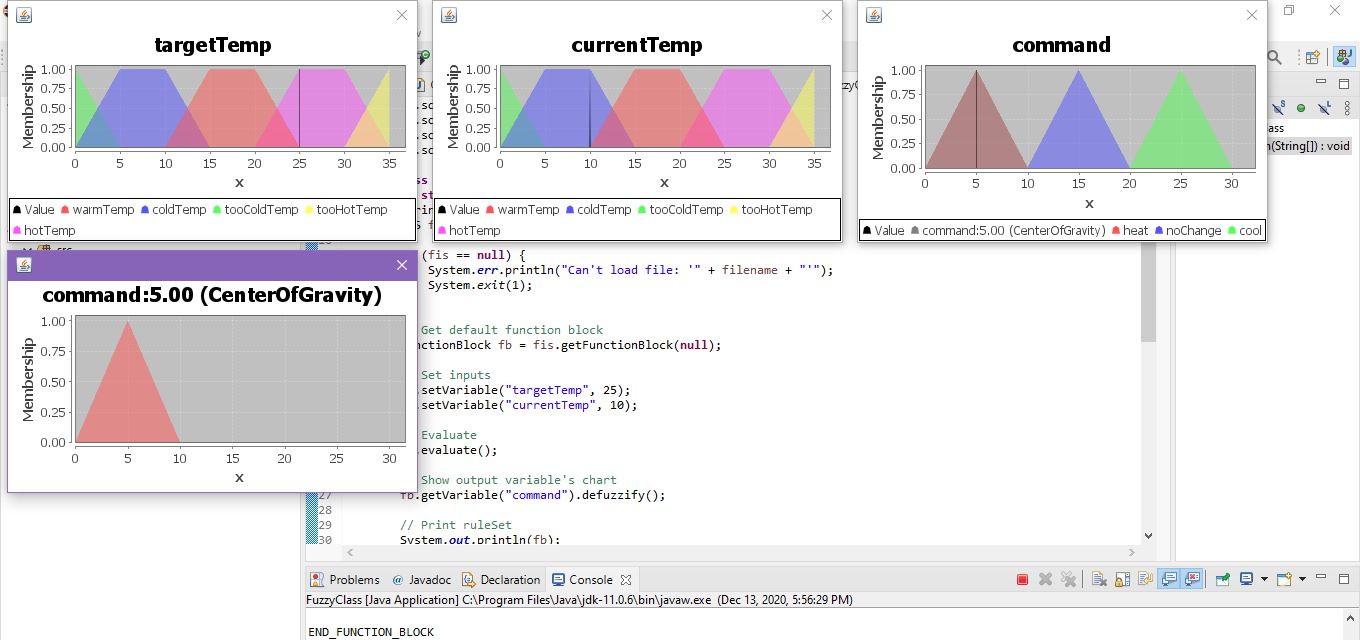 targetTemp
Membership
1.00
0.75
0.50
0.25
0.00
0 5 10 15 20 25 30 35
x
Value warmTemp coldTemp tooColdTemp tooHotTemp
hotTemp
currentTemp
Membership
1.00
0.75
0.50
0.25
0.00
0 5 10 15 20 25 30 35
x
Value warmTemp coldTemp tooColdTemp tooHotTemp
hotTemp
command
Membership
1.00
0.75
0.50
0.25
0.00
0 5 10 15 20 25 30
x
Value command:5.00 (CenterOfGravity) heat noChange cool
command:5.00 (CenterOfGravity)
Membership
1.00
0.75
0.50
0.25
0.00
0 5 10 15 20 25 30
x
(fis == null) {
System.err.println("Can't load file: '" + filename + "'");
System.exit(1);
Get default function block
nctionBlock fb = fis.getFunctionBlock(null);
Set inputs
.setVariable("targetTemp", 25);
.setVariable("currentTemp", 10);
Evaluate
.evaluate();
Show output variable's chart
27 fb.getVariable("command").defuzzify();
28
29 // Print ruleSet
30 System.out.println(fb);
ass
n(String[]) : void
Problems @ Javadoc Declaration Console
FuzzyClass [Java Application] C:\Program Files\Java\jdk-11.0.6\bin\javaw.exe (Dec 13, 2020, 5:56:29 PM)
END_FUNCTION_BLOCK